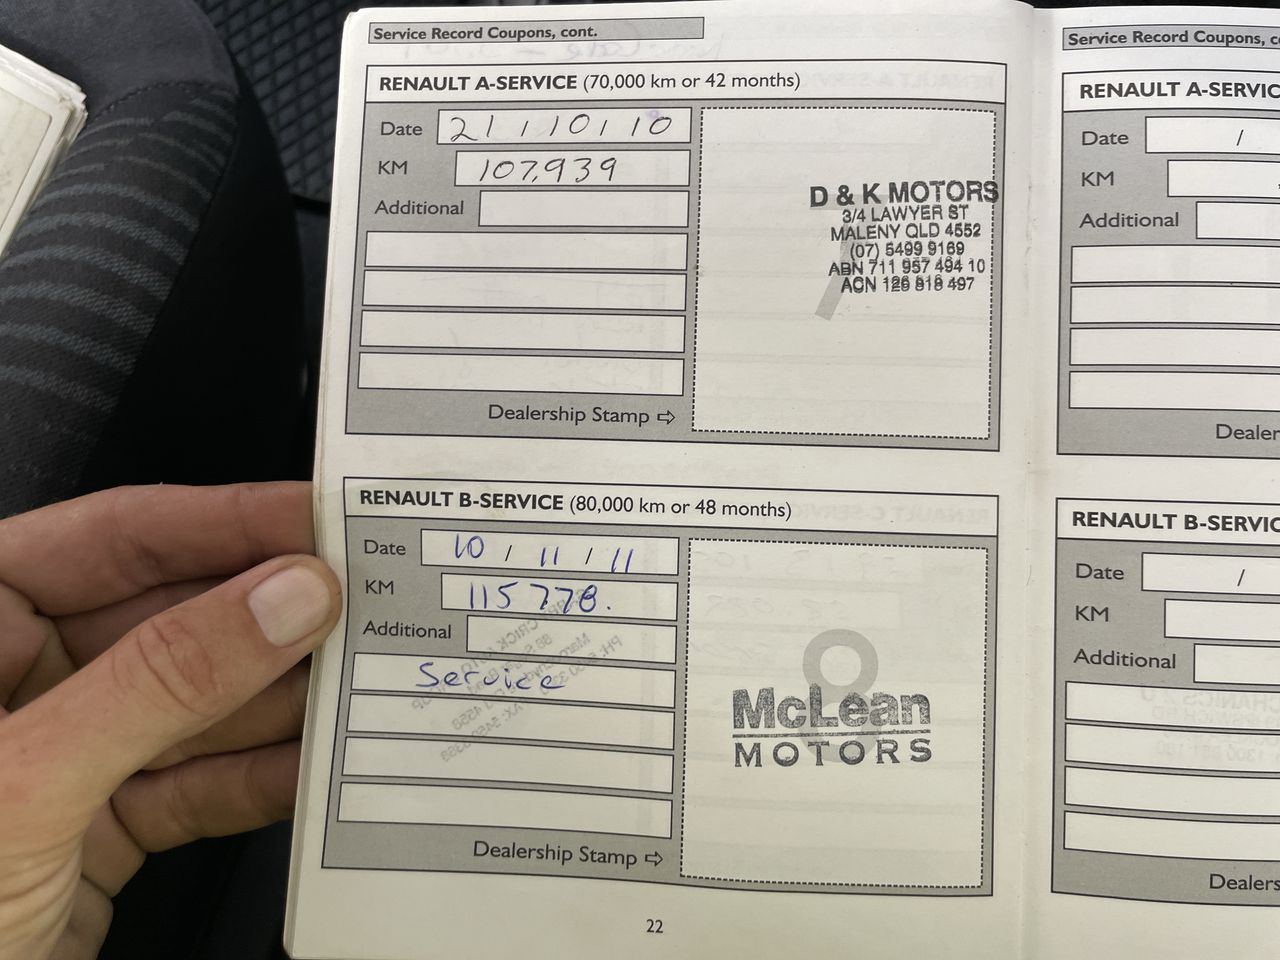 Service Record Coupons, cont.
RENAULT A-SERVICE (70,000 km or 42 months)
Date 21 / 10 / 10
KM 107,939
Additional
7
D & K MOTORS
3/4 LAWYER ST
MALENY QLD 4552
(07) 5499 9169
ABN 711 957 494 10
ACN 126 818 497
Dealership Stamp ⇨
RENAULT B-SERVICE (80,000 km or 48 months)
Date 10 / 11 / 11
KM 115778.
Additional
Service
8
McLean
MOTORS
Dealership Stamp ⇨
22
Service Record Coupons, c
RENAULT A-SERVIC
Date /
KM
Additional
Dealer
RENAULT B-SERVIC
Date /
KM
Additional
Dealers